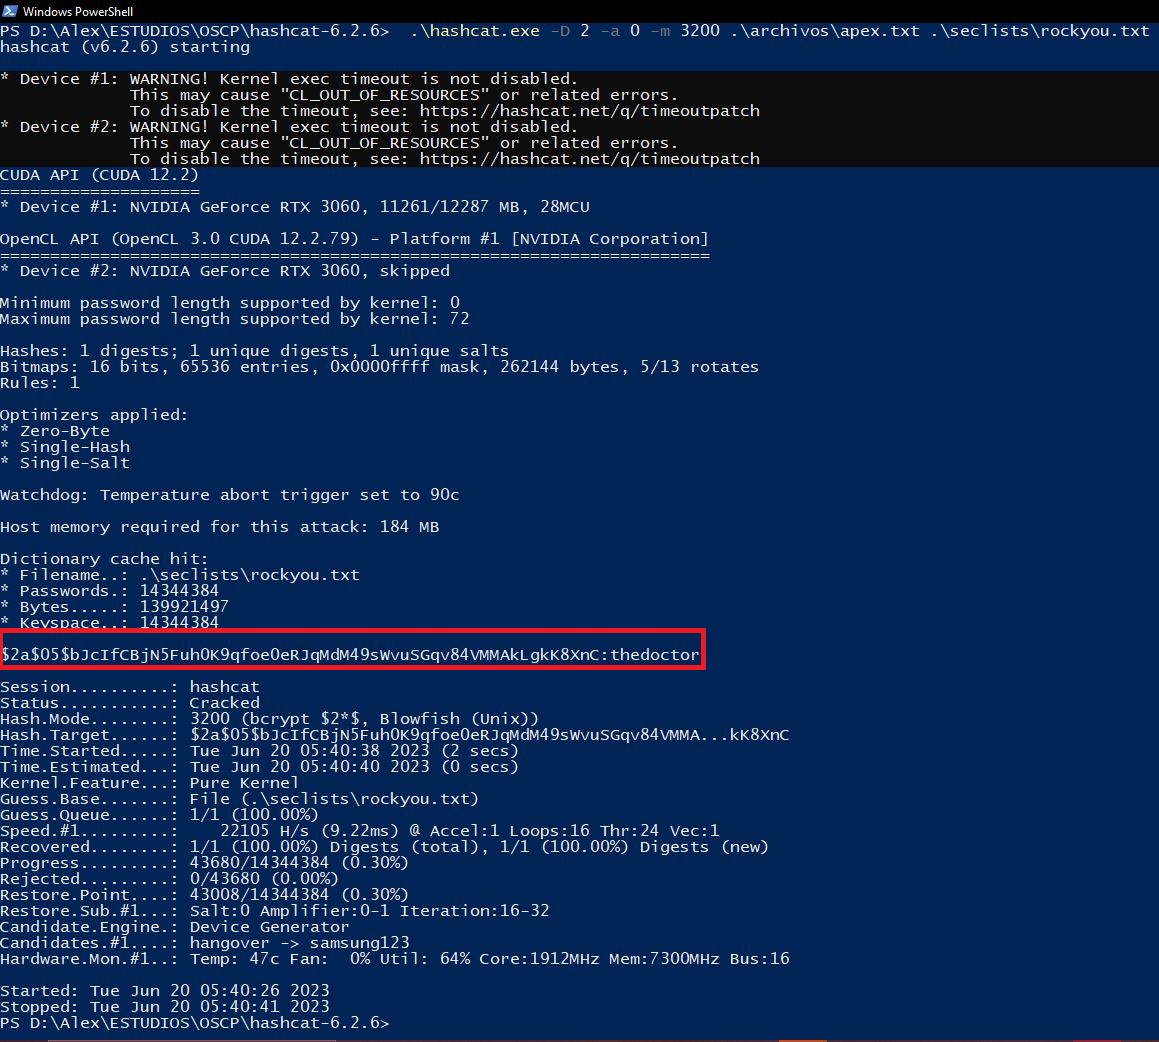 Windows PowerShell
PS D:\Alex\ESTUDIOS\OSCP\hashcat-6.2.6>  .\hashcat.exe -D 2 -a 0 -m 3200 .\archivos\apex.txt .\seclists\rockyou.txt
hashcat (v6.2.6) starting
* Device #1: WARNING! Kernel exec timeout is not disabled.
This may cause "CL_OUT_OF_RESOURCES" or related errors.
To disable the timeout, see: https://hashcat.net/q/timeoutpatch
* Device #2: WARNING! Kernel exec timeout is not disabled.
This may cause "CL_OUT_OF_RESOURCES" or related errors.
To disable the timeout, see: https://hashcat.net/q/timeoutpatch
CUDA API (CUDA 12.2)
====================
* Device #1: NVIDIA GeForce RTX 3060, 11261/12287 MB, 28MCU
OpenCL API (OpenCL 3.0 CUDA 12.2.79) - Platform #1 [NVIDIA Corporation]
=======================================================================
* Device #2: NVIDIA GeForce RTX 3060, skipped
Minimum password length supported by kernel: 0
Maximum password length supported by kernel: 72
Hashes: 1 digests; 1 unique digests, 1 unique salts
Bitmaps: 16 bits, 65536 entries, 0x0000ffff mask, 262144 bytes, 5/13 rotates
Rules: 1
Optimizers applied:
* Zero-Byte
* Single-Hash
* Single-Salt
Watchdog: Temperature abort trigger set to 90c
Host memory required for this attack: 184 MB
Dictionary cache hit:
* Filename..: .\seclists\rockyou.txt
* Passwords.: 14344384
* Bytes.....: 139921497
* Keyspace..: 14344384
$2a$05$bJcIfCBjN5Fuh0K9qfoe0eRJqMdM49sWvuSGqv84VMMAkLgkK8XnC:thedoctor
Session..........: hashcat
Status...........: Cracked
Hash.Mode........: 3200 (bcrypt $2*$, Blowfish (Unix))
Hash.Target......: $2a$05$bJcIfCBjN5Fuh0K9qfoe0eRJqMdM49sWvuSGqv84VMMA...kK8XnC
Time.Started.....: Tue Jun 20 05:40:38 2023 (2 secs)
Time.Estimated...: Tue Jun 20 05:40:40 2023 (0 secs)
Kernel.Feature...: Pure Kernel
Guess.Base.......: File (.\seclists\rockyou.txt)
Guess.Queue......: 1/1 (100.00%)
Speed.#1.........:    22105 H/s (9.22ms) @ Accel:1 Loops:16 Thr:24 Vec:1
Recovered........: 1/1 (100.00%) Digests (total), 1/1 (100.00%) Digests (new)
Progress.........: 43680/14344384 (0.30%)
Rejected.........: 0/43680 (0.00%)
Restore.Point....: 43008/14344384 (0.30%)
Restore.Sub.#1...: Salt:0 Amplifier:0-1 Iteration:16-32
Candidate.Engine.: Device Generator
Candidates.#1....: hangover -> samsung123
Hardware.Mon.#1..: Temp: 47c Fan:  0% Util: 64% Core:1912MHz Mem:7300MHz Bus:16
Started: Tue Jun 20 05:40:26 2023
Stopped: Tue Jun 20 05:40:41 2023
PS D:\Alex\ESTUDIOS\OSCP\hashcat-6.2.6>